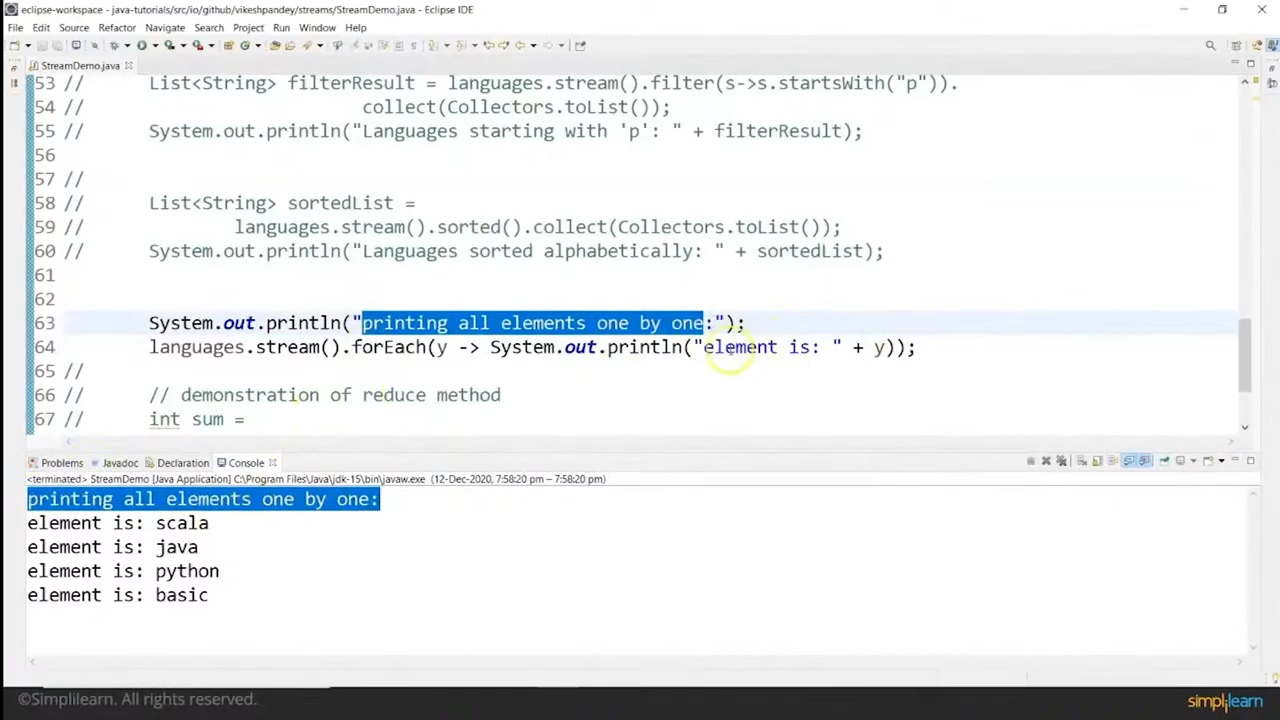 eclipse-workspace - java-tutorials/src/io/github/vikeshpandey/streams/StreamDemo.java - Eclipse IDE
File Edit Source Refactor Navigate Search Project Run Window Help
StreamDemo.java
53 // List<String> filterResult = languages.stream().filter(s->s.startsWith("p")).
54 // collect(Collectors.toList());
55 // System.out.println("Languages starting with 'p': " + filterResult);
56
57 //
58 // List<String> sortedList =
59 // languages.stream().sorted().collect(Collectors.toList());
60 // System.out.println("Languages sorted alphabetically: " + sortedList);
61
62
63 System.out.println("printing all elements one by one:");
64 languages.stream().forEach(y -> System.out.println("element is: " + y));
65 //
66 // // demonstration of reduce method
67 // int sum =
Problems Javadoc Declaration Console
<terminated> StreamDemo [Java Application] C:\Program Files\Java\jdk-15\bin\javaw.exe (12-Dec-2020, 7:58:20 pm – 7:58:20 pm)
printing all elements one by one:
element is: scala
element is: java
element is: python
element is: basic
©Simplilearn. All rights reserved.
simplilearn